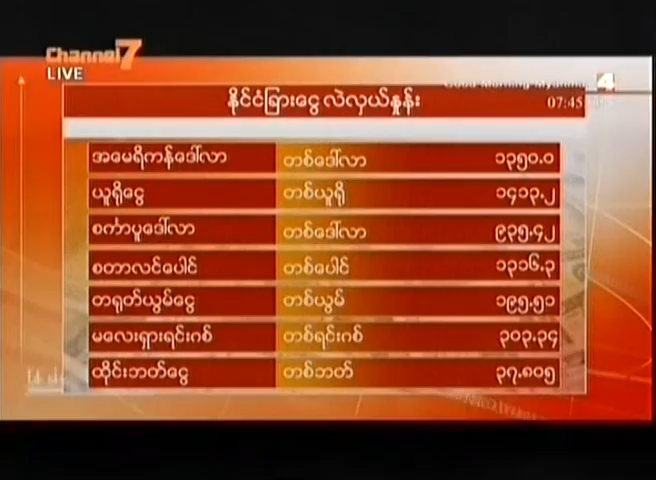 Channel 7
LIVE
4
နိုင်ငံခြားငွေ လဲလှယ်နှုန်း
07:45
အမေရိကန်ဒေါ်လာ တစ်ဒေါ်လာ ၁၃၅၀.၀
ယူရိုငွေ တစ်ယူရို ၁၄၁၃.၂
စင်္ကာပူဒေါ်လာ တစ်ဒေါ်လာ ၉၃၅.၄၂
စတာလင်ပေါင် တစ်ပေါင် ၁၃၁၆.၃
တရုတ်ယွမ်ငွေ တစ်ယွမ် ၁၉၅.၅၁
မလေးရှားရင်းဂစ် တစ်ရင်းဂစ် ၃၀၃.၃၄
ထိုင်းဘတ်ငွေ တစ်ဘတ် ၃၇.၈၀၅